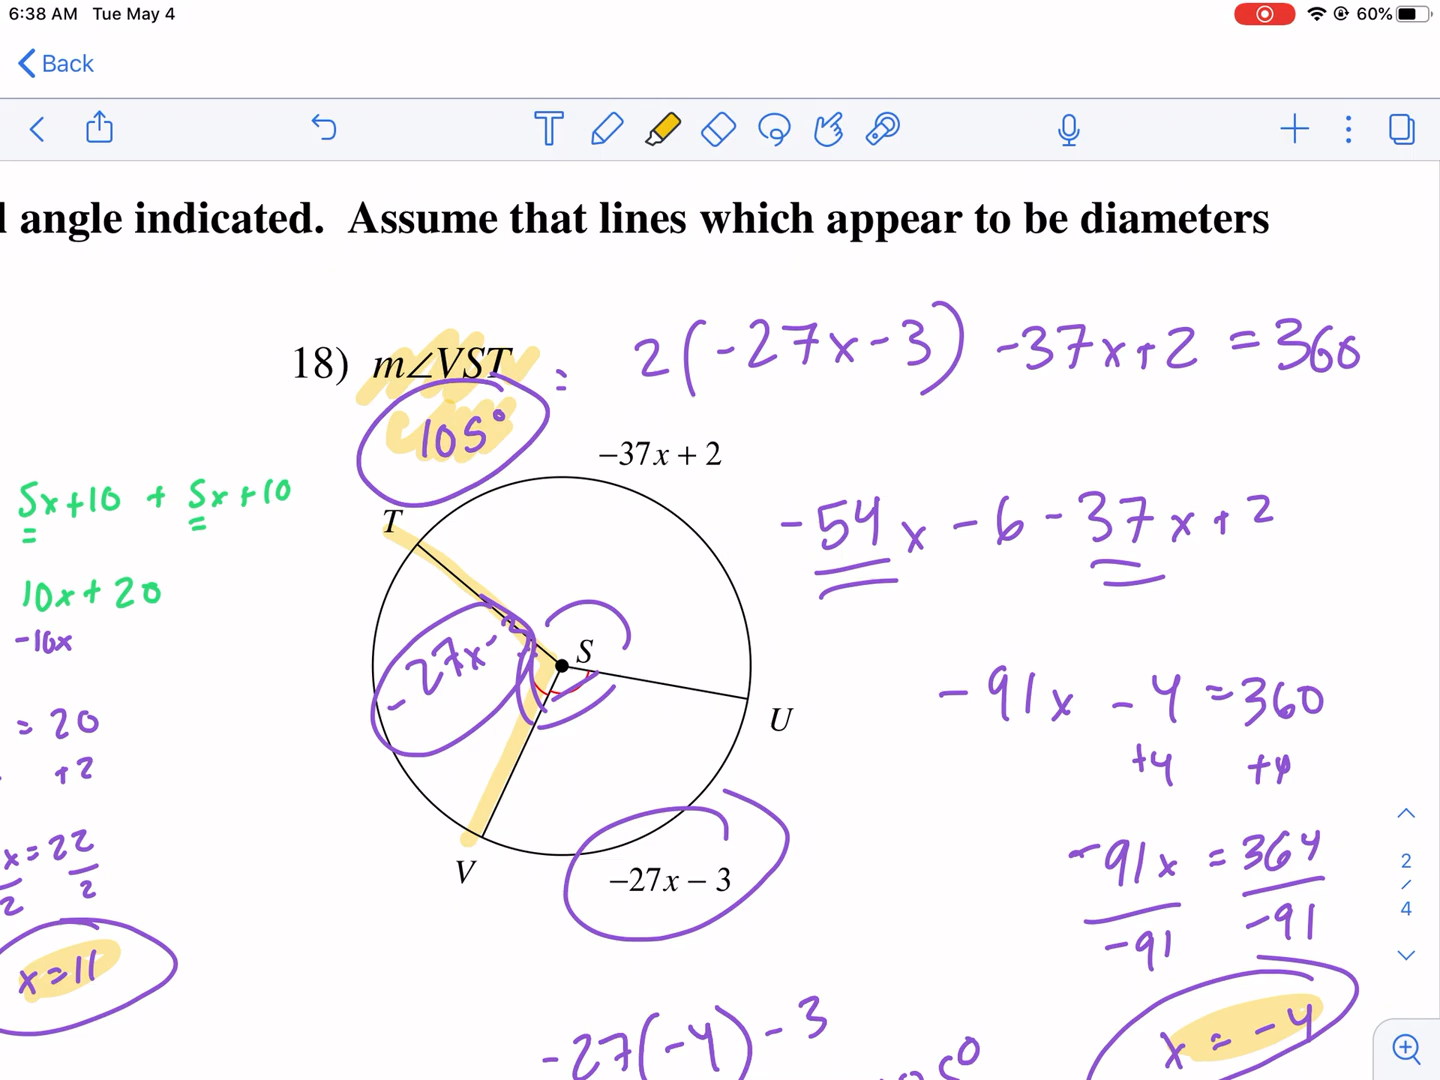 6:38 AM Tue May 4
60%
Back
angle indicated. Assume that lines which appear to be diameters
18) m∠VST = 2(-27x-3) -37x+2 = 360
105°
−37x + 2
5x+10 + 5x+10
T
-54x -6 -37x +2
10x+20
-10x
-27x-3
S
-91x -4 =360
U
= 20
+4 +4
+2
x=22
2 2
-91x = 364
-91 -91
V
−27x − 3
2
/
4
x=11
-27(-4) -3
x = -4